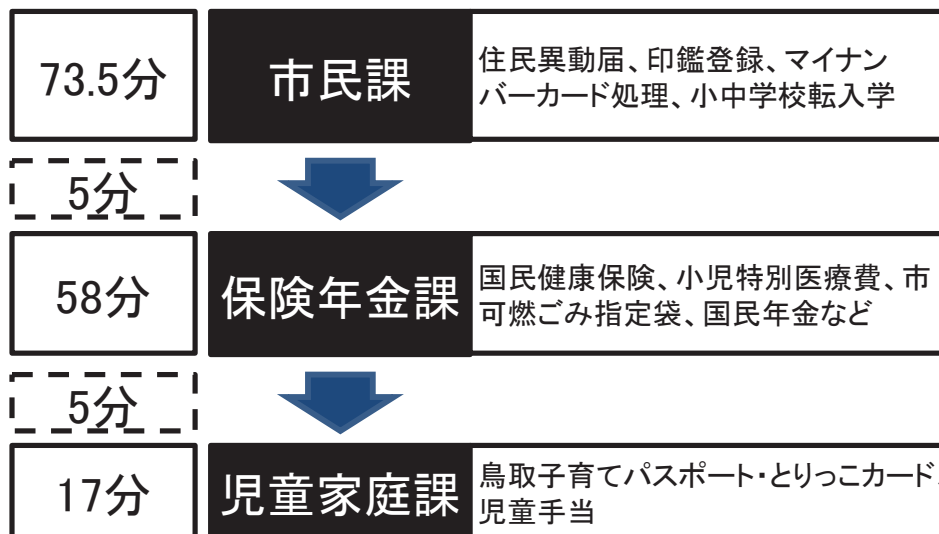 73.5分
市民課
住民異動届、印鑑登録、マイナン
バーカード処理、小中学校転入学
5分
58分
保険年金課
国民健康保険、小児特別医療費、市
可燃ごみ指定袋、国民年金など
5分
17分
児童家庭課
鳥取子育てパスポート・とりっこカード、
児童手当